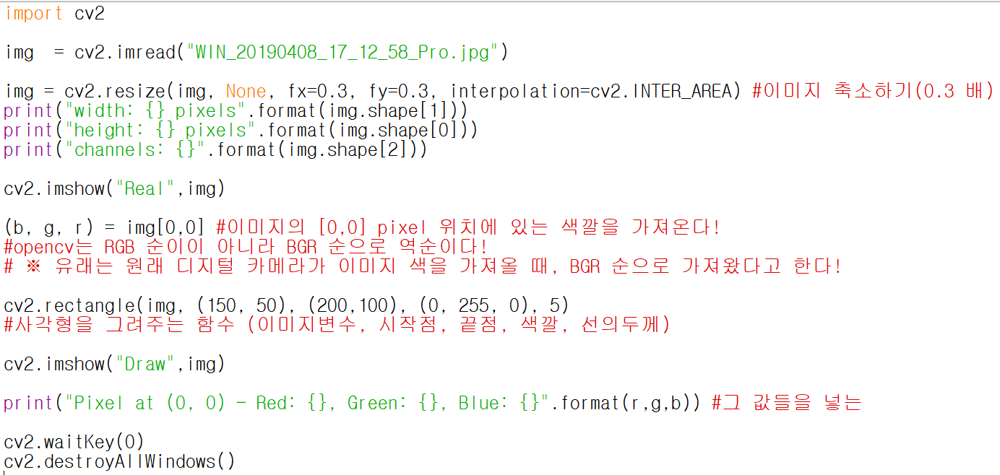 import cv2
img  = cv2.imread("WIN_20190408_17_12_58_Pro.jpg")
img = cv2.resize(img, None, fx=0.3, fy=0.3, interpolation=cv2.INTER_AREA) #이미지 축소하기(0.3 배)
print("width: {} pixels".format(img.shape[1]))
print("height: {} pixels".format(img.shape[0]))
print("channels: {}".format(img.shape[2]))
cv2.imshow("Real",img)
(b, g, r) = img[0,0] #이미지의 [0,0] pixel 위치에 있는 색깔을 가져온다!
#opencv는 RGB 순이이 아니라 BGR 순으로 역순이다!
# ※ 유래는 원래 디지털 카메라가 이미지 색을 가져올 때, BGR 순으로 가져왔다고 한다!
cv2.rectangle(img, (150, 50), (200,100), (0, 255, 0), 5)
#사각형을 그려주는 함수 (이미지변수, 시작점, 끝점, 색깔, 선의두께)
cv2.imshow("Draw",img)
print("Pixel at (0, 0) - Red: {}, Green: {}, Blue: {}".format(r,g,b)) #그 값들을 넣는
cv2.waitKey(0)
cv2.destroyAllWindows()